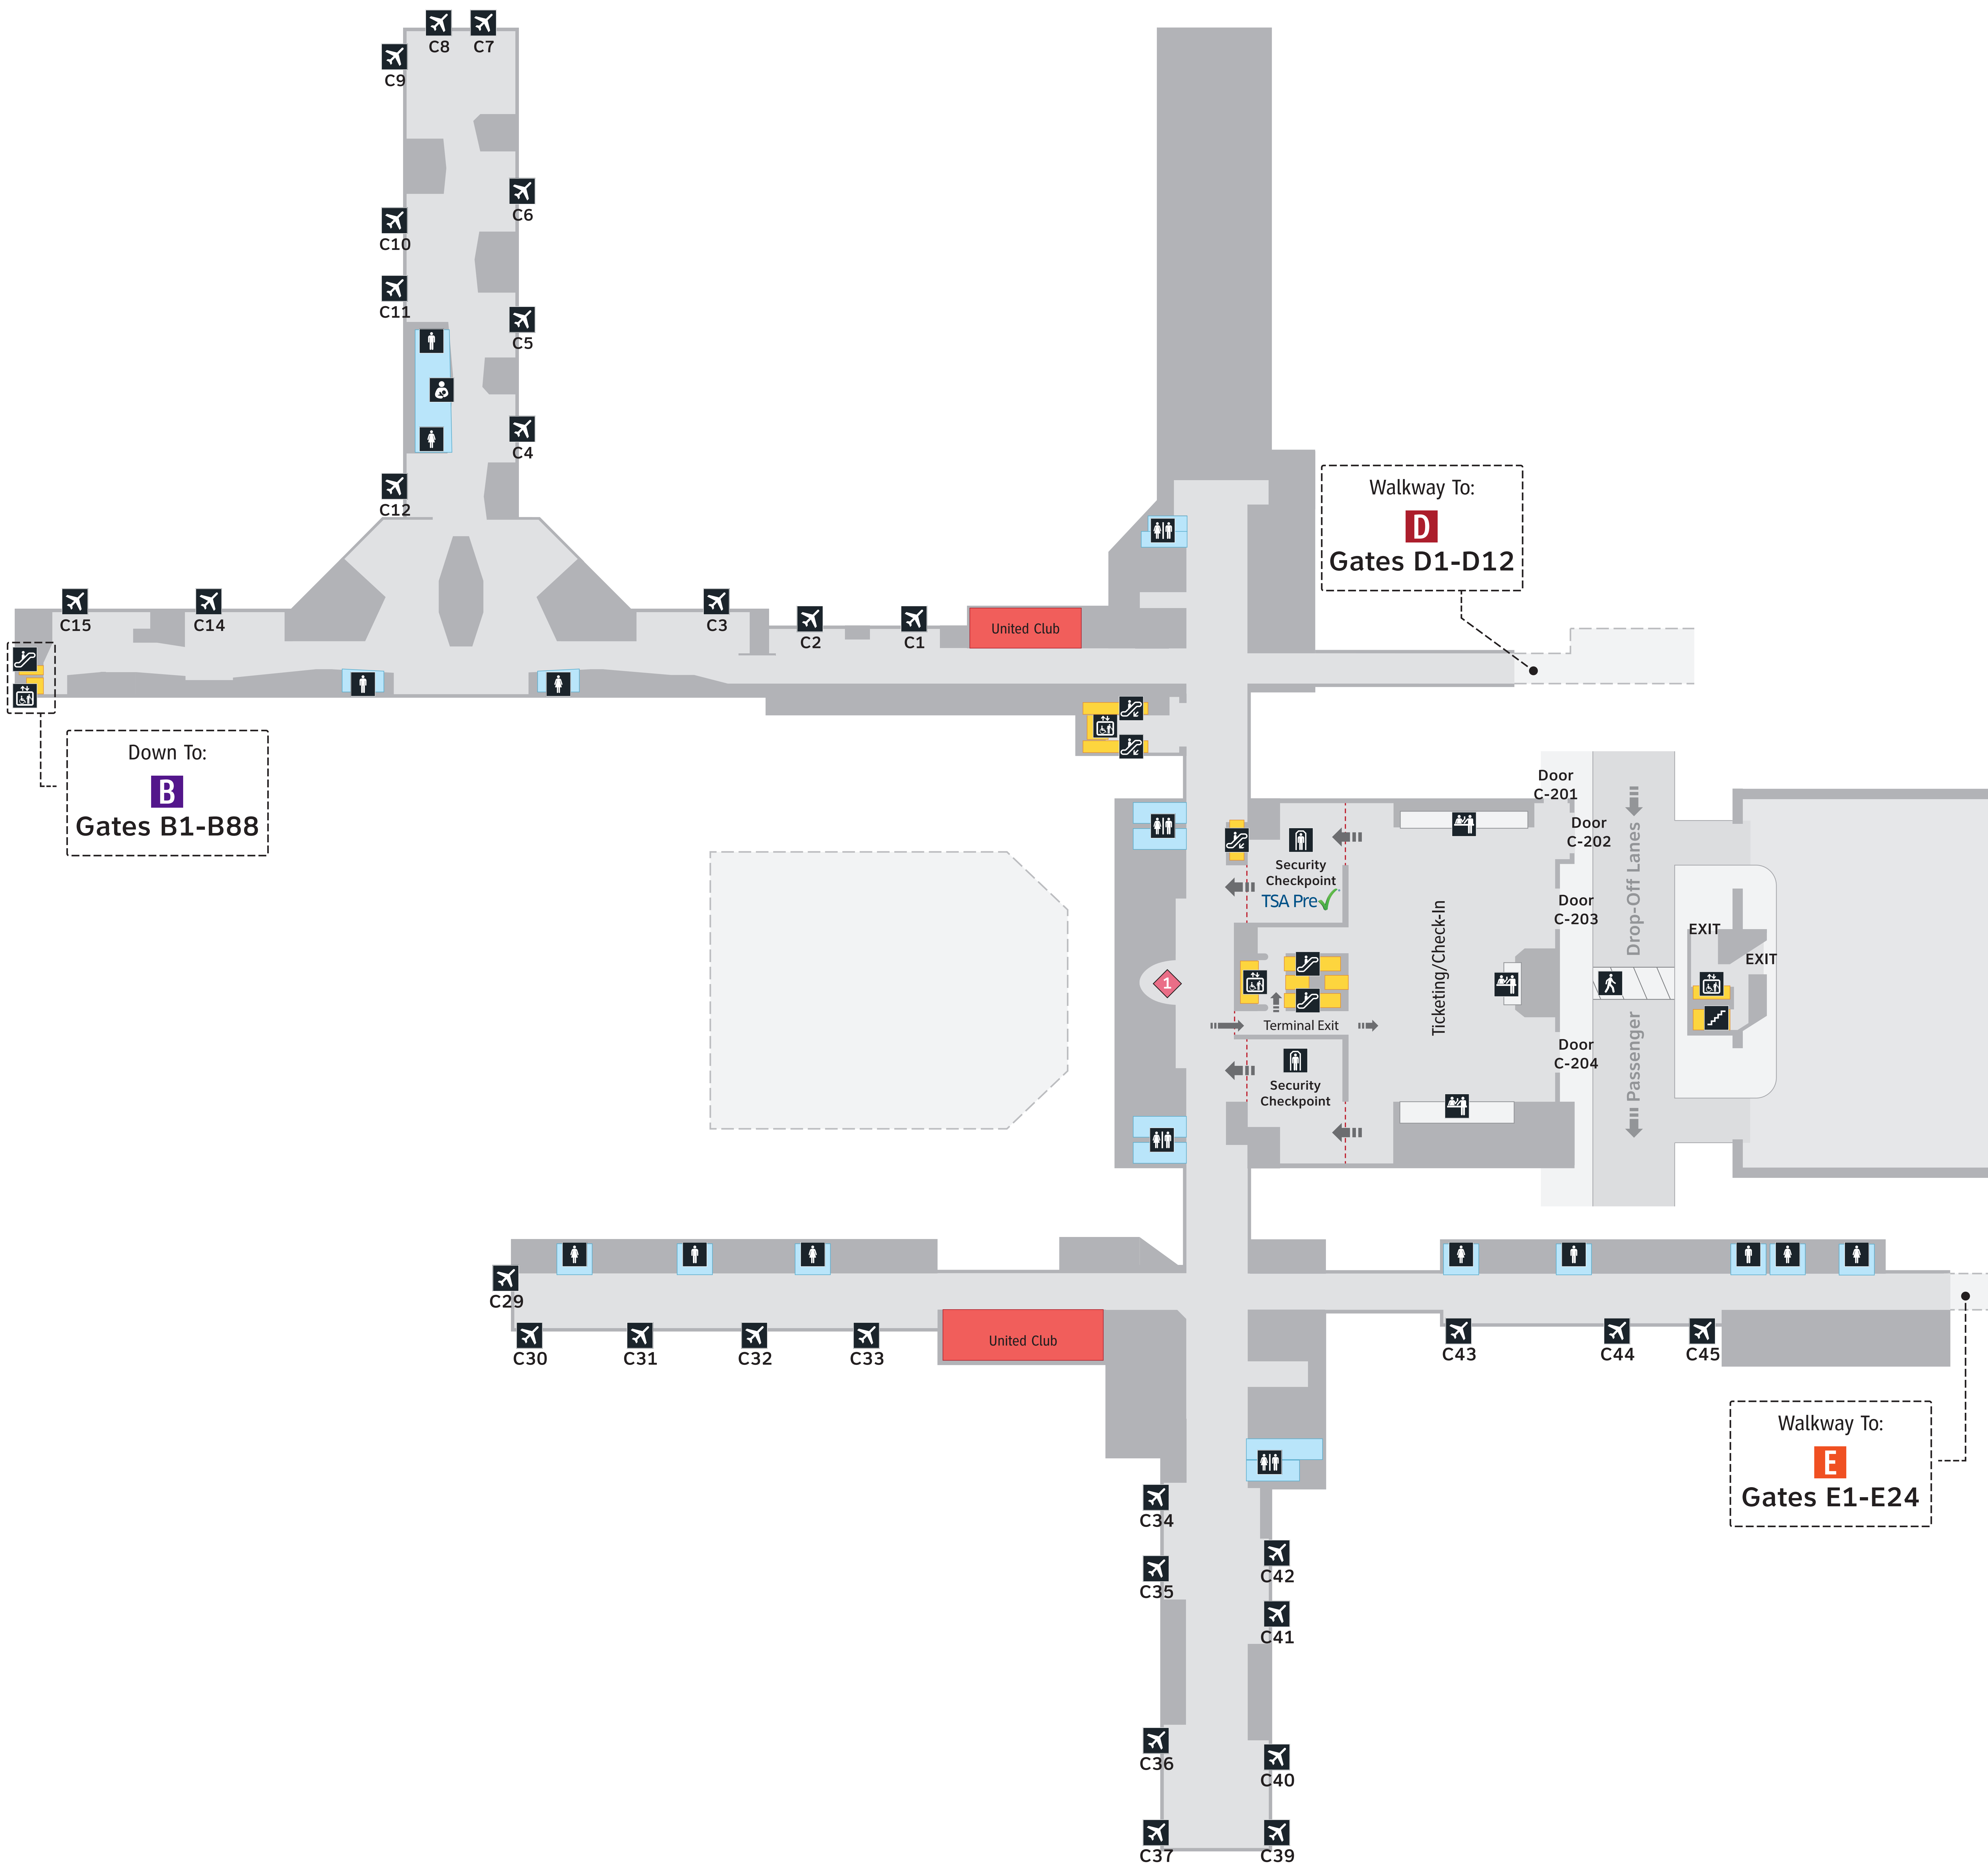 C8
C7
C9
C6
C10
C11
C5
C4
C12
Walkway To:
D
Gates D1-D12
C15
C14
C3
C2
C1
United Club
Down To:
B
Gates B1-B88
Door
C-201
Door
C-202
Door
C-203
Door
C-204
Drop-Off Lanes
Passenger
Security
Checkpoint
TSA Pre
Ticketing/Check-In
EXIT
EXIT
1
Terminal Exit
Security
Checkpoint
C29
C30
C31
C32
C33
United Club
C43
C44
C45
Walkway To:
E
Gates E1-E24
C34
C42
C35
C41
C36
C40
C37
C39